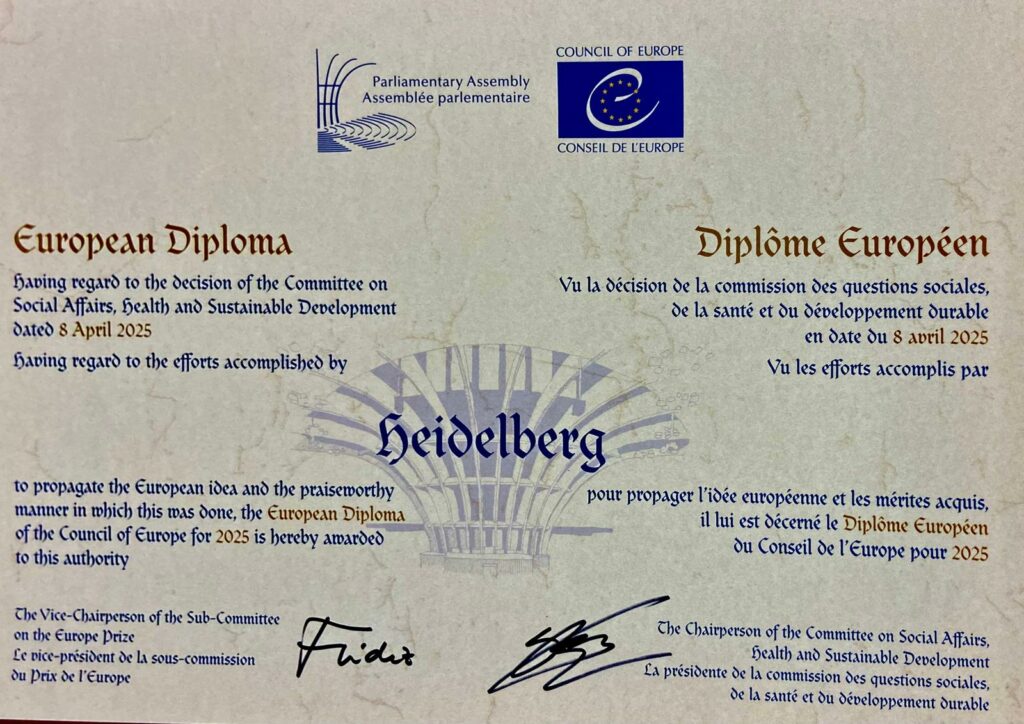 Parliamentary Assembly
Assemblée parlementaire
COUNCIL OF EUROPE
CONSEIL DE L'EUROPE
European Diploma
Having regard to the decision of the Committee on
Social Affairs, Health and Sustainable Development
dated 8 April 2025
Having regard to the efforts accomplished by
Diplôme Européen
Vu la décision de la commission des questions sociales,
de la santé et du développement durable
en date du 8 avril 2025
Vu les efforts accomplis par
Heidelberg
to propagate the European idea and the praiseworthy
manner in which this was done, the European Diploma
of the Council of Europe for 2025 is hereby awarded
to this authority
pour propager l'idée européenne et les mérites acquis,
il lui est décerné le Diplôme Européen
du Conseil de l'Europe pour 2025
The Vice-Chairperson of the Sub-Committee
on the Europe Prize
Le vice-président de la sous-commission
du Prix de l'Europe
The Chairperson of the Committee on Social Affairs,
Health and Sustainable Development
La présidente de la commission des questions sociales,
de la santé et du développement durable